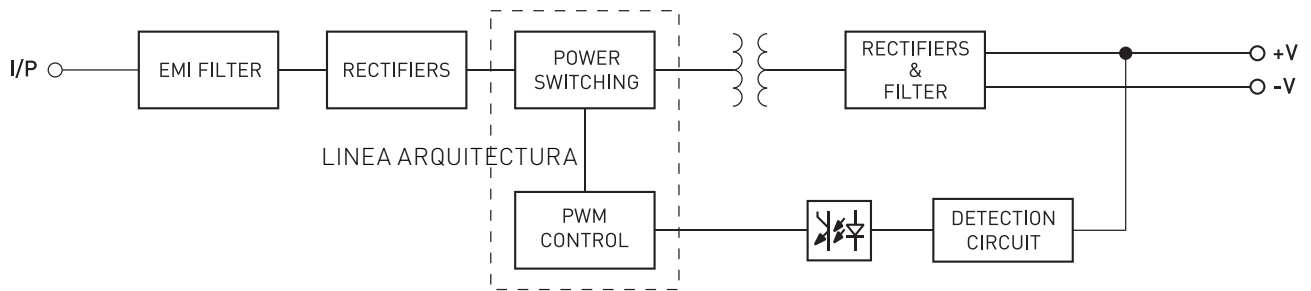 I/P
EMI FILTER
RECTIFIERS
POWER
SWITCHING
RECTIFIERS
&
FILTER
+V
-V
LINEA ARQUITECTURA
PWM
CONTROL
DETECTION
CIRCUIT